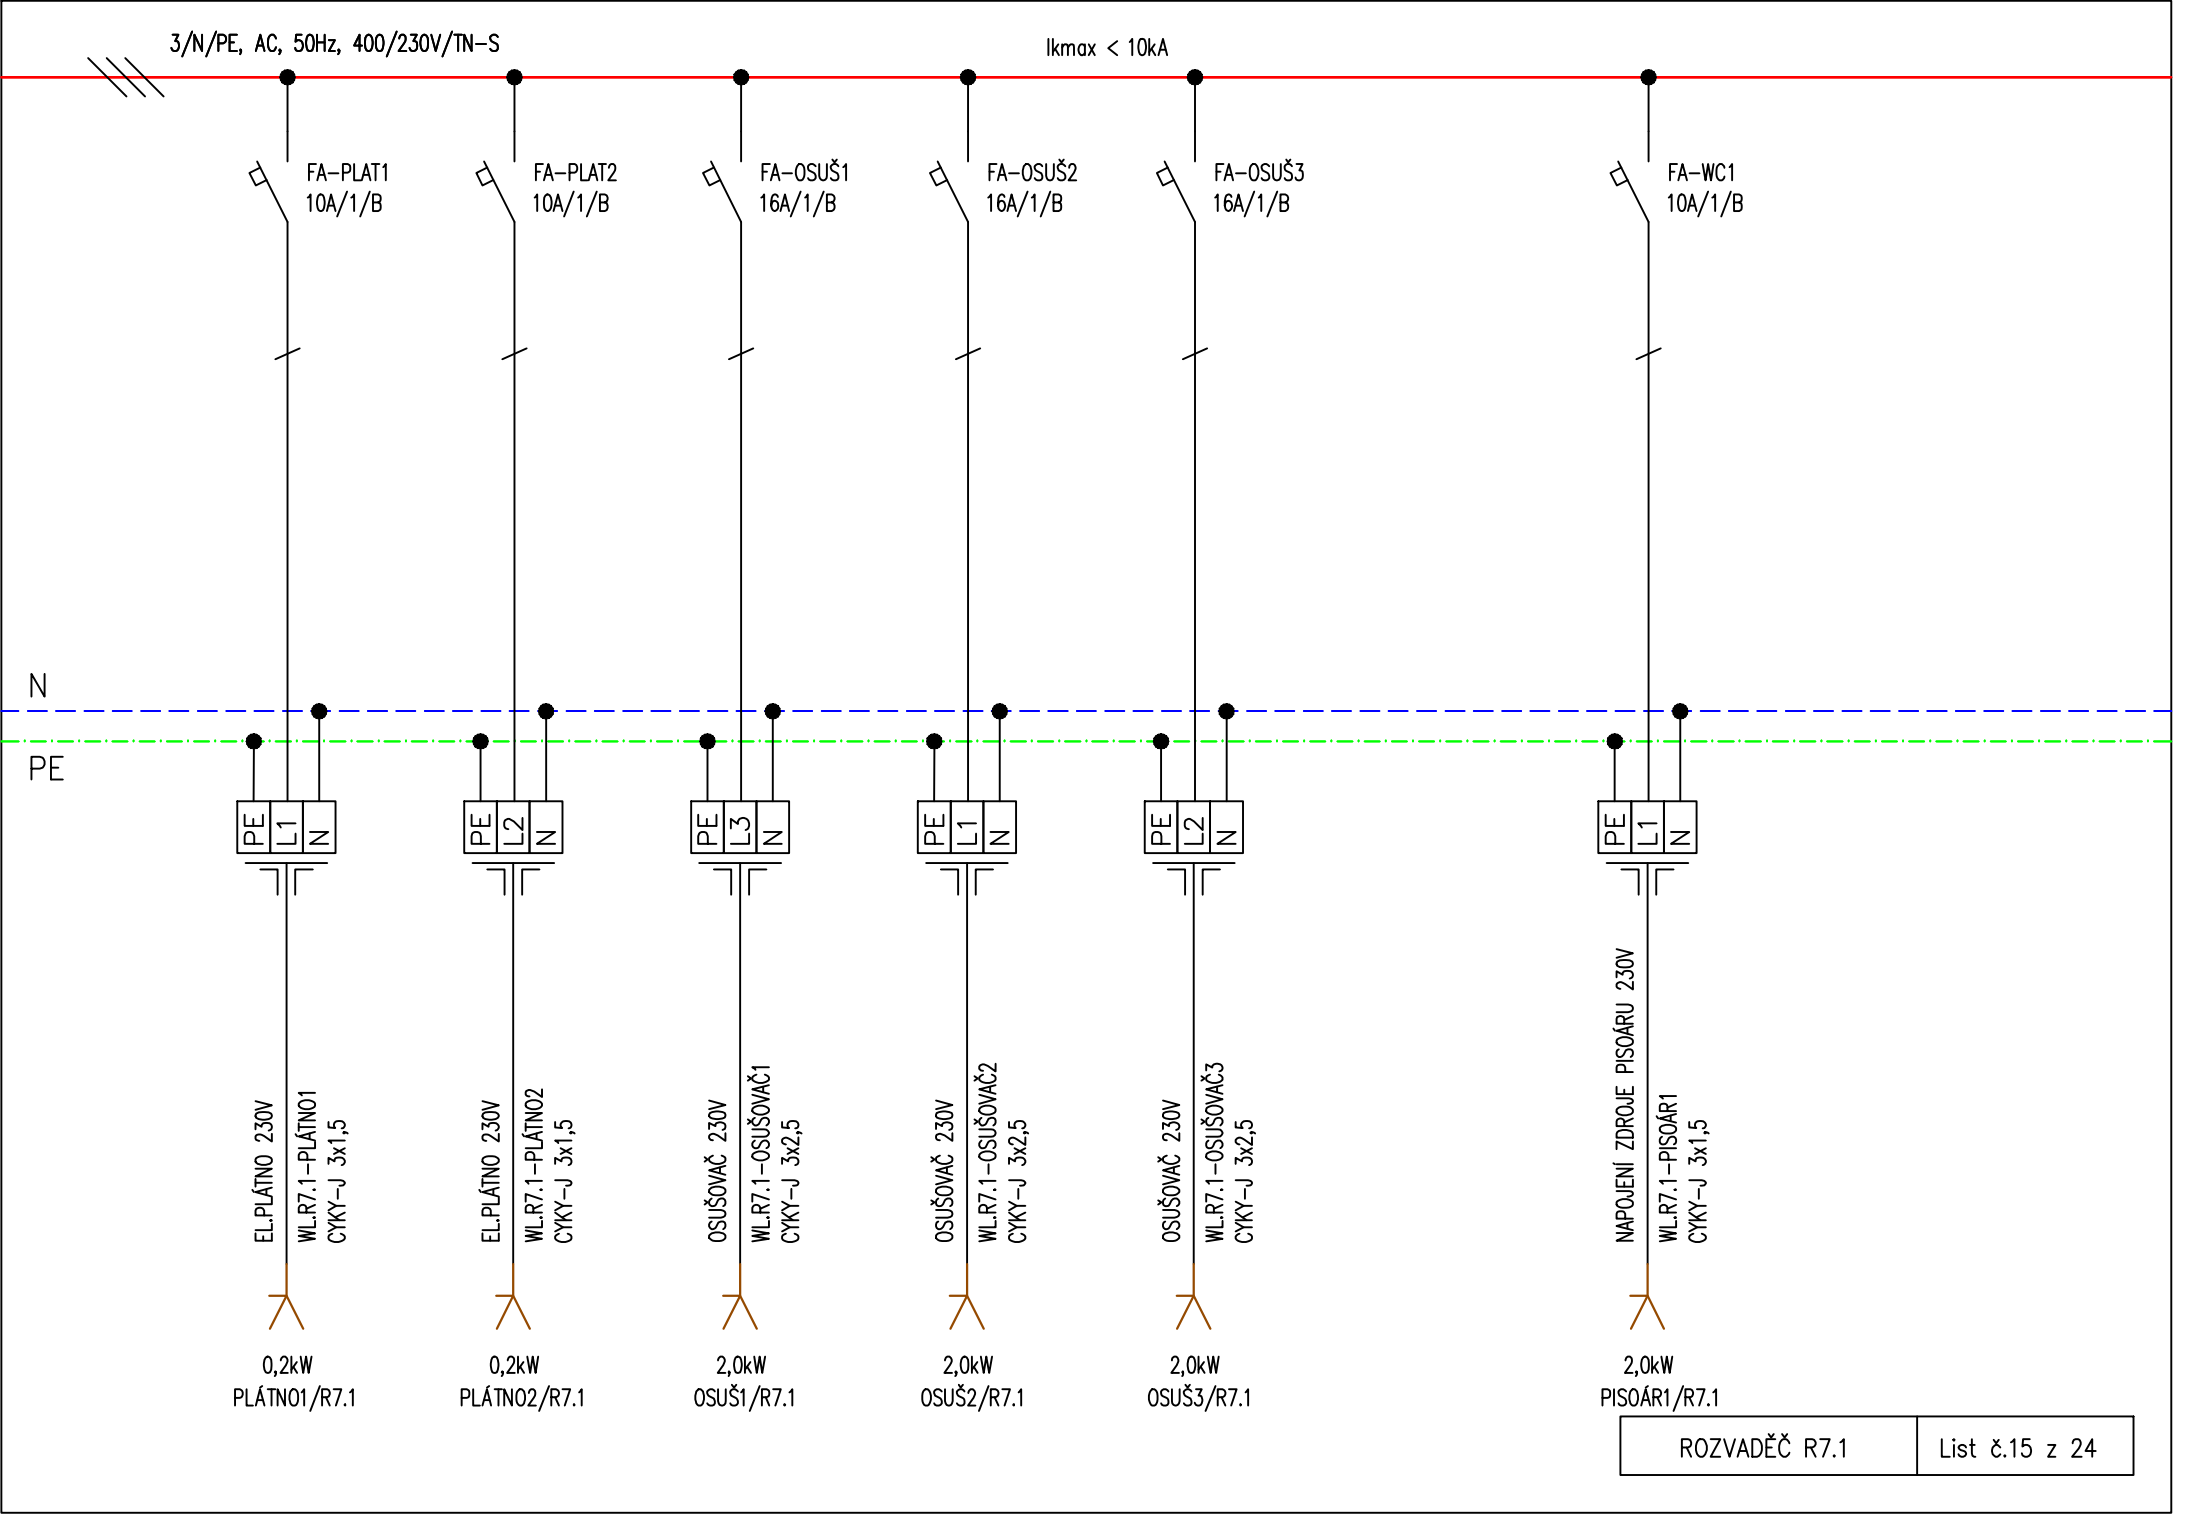 3/N/PE, AC, 50Hz, 400/230V/TN-S
Ikmax < 10kA
FA-PLAT1
10A/1/B
FA-PLAT2
10A/1/B
FA-OSUŠ1
16A/1/B
FA-OSUŠ2
16A/1/B
FA-OSUŠ3
16A/1/B
FA-WC1
10A/1/B
N
PE
PE L1 N
PE L2 N
PE L3 N
PE L1 N
PE L2 N
PE L1 N
EL.PLÁTNO 230V
WL.R7.1-PLÁTNO1
CYKY-J 3x1,5
EL.PLÁTNO 230V
WL.R7.1-PLÁTNO2
CYKY-J 3x1,5
OSUŠOVAČ 230V
WL.R7.1-OSUŠOVAČ1
CYKY-J 3x2,5
OSUŠOVAČ 230V
WL.R7.1-OSUŠOVAČ2
CYKY-J 3x2,5
OSUŠOVAČ 230V
WL.R7.1-OSUŠOVAČ3
CYKY-J 3x2,5
NAPOJENÍ ZDROJE PISOÁRU 230V
WL.R7.1-PISOÁR1
CYKY-J 3x1,5
0,2kW
PLÁTNO1/R7.1
0,2kW
PLÁTNO2/R7.1
2,0kW
OSUŠ1/R7.1
2,0kW
OSUŠ2/R7.1
2,0kW
OSUŠ3/R7.1
2,0kW
PISOÁR1/R7.1
ROZVADĚČ R7.1
List č.15 z 24